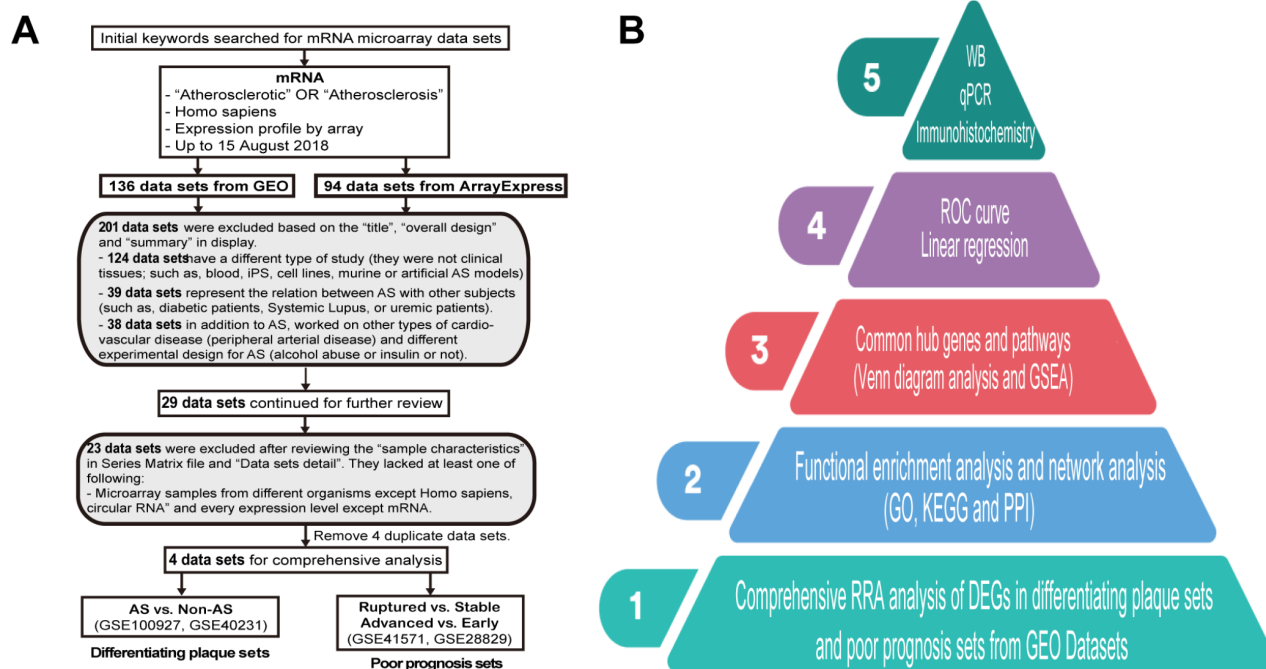 A
Initial keywords searched for mRNA microarray data sets
mRNA
- “Atherosclerotic” OR “Atherosclerosis”
- Homo sapiens
- Expression profile by array
- Up to 15 August 2018
136 data sets from GEO
94 data sets from ArrayExpress
201 data sets were excluded based on the “title”, “overall design”
and “summary” in display.
- 124 data sets have a different type of study (they were not clinical
tissues; such as, blood, iPS, cell lines, murine or artificial AS models)
- 39 data sets represent the relation between AS with other subjects
(such as, diabetic patients, Systemic Lupus, or uremic patients).
- 38 data sets in addition to AS, worked on other types of cardio-
vascular disease (peripheral arterial disease) and different
experimental design for AS (alcohol abuse or insulin or not).
29 data sets continued for further review
23 data sets were excluded after reviewing the “sample characteristics”
in Series Matrix file and “Data sets detail”. They lacked at least one of
following:
- Microarray samples from different organisms except Homo sapiens,
circular RNA” and every expression level except mRNA.
Remove 4 duplicate data sets.
4 data sets for comprehensive analysis
AS vs. Non-AS
(GSE100927, GSE40231)
Differentiating plaque sets
Ruptured vs. Stable
Advanced vs. Early
(GSE41571, GSE28829)
Poor prognosis sets
B
5
WB
qPCR
Immunohistochemistry
4
ROC curve
Linear regression
3
Common hub genes and pathways
(Venn diagram analysis and GSEA)
2
Functional enrichment analysis and network analysis
(GO, KEGG and PPI)
1
Comprehensive RRA analysis of DEGs in differentiating plaque sets
and poor prognosis sets from GEO Datasets